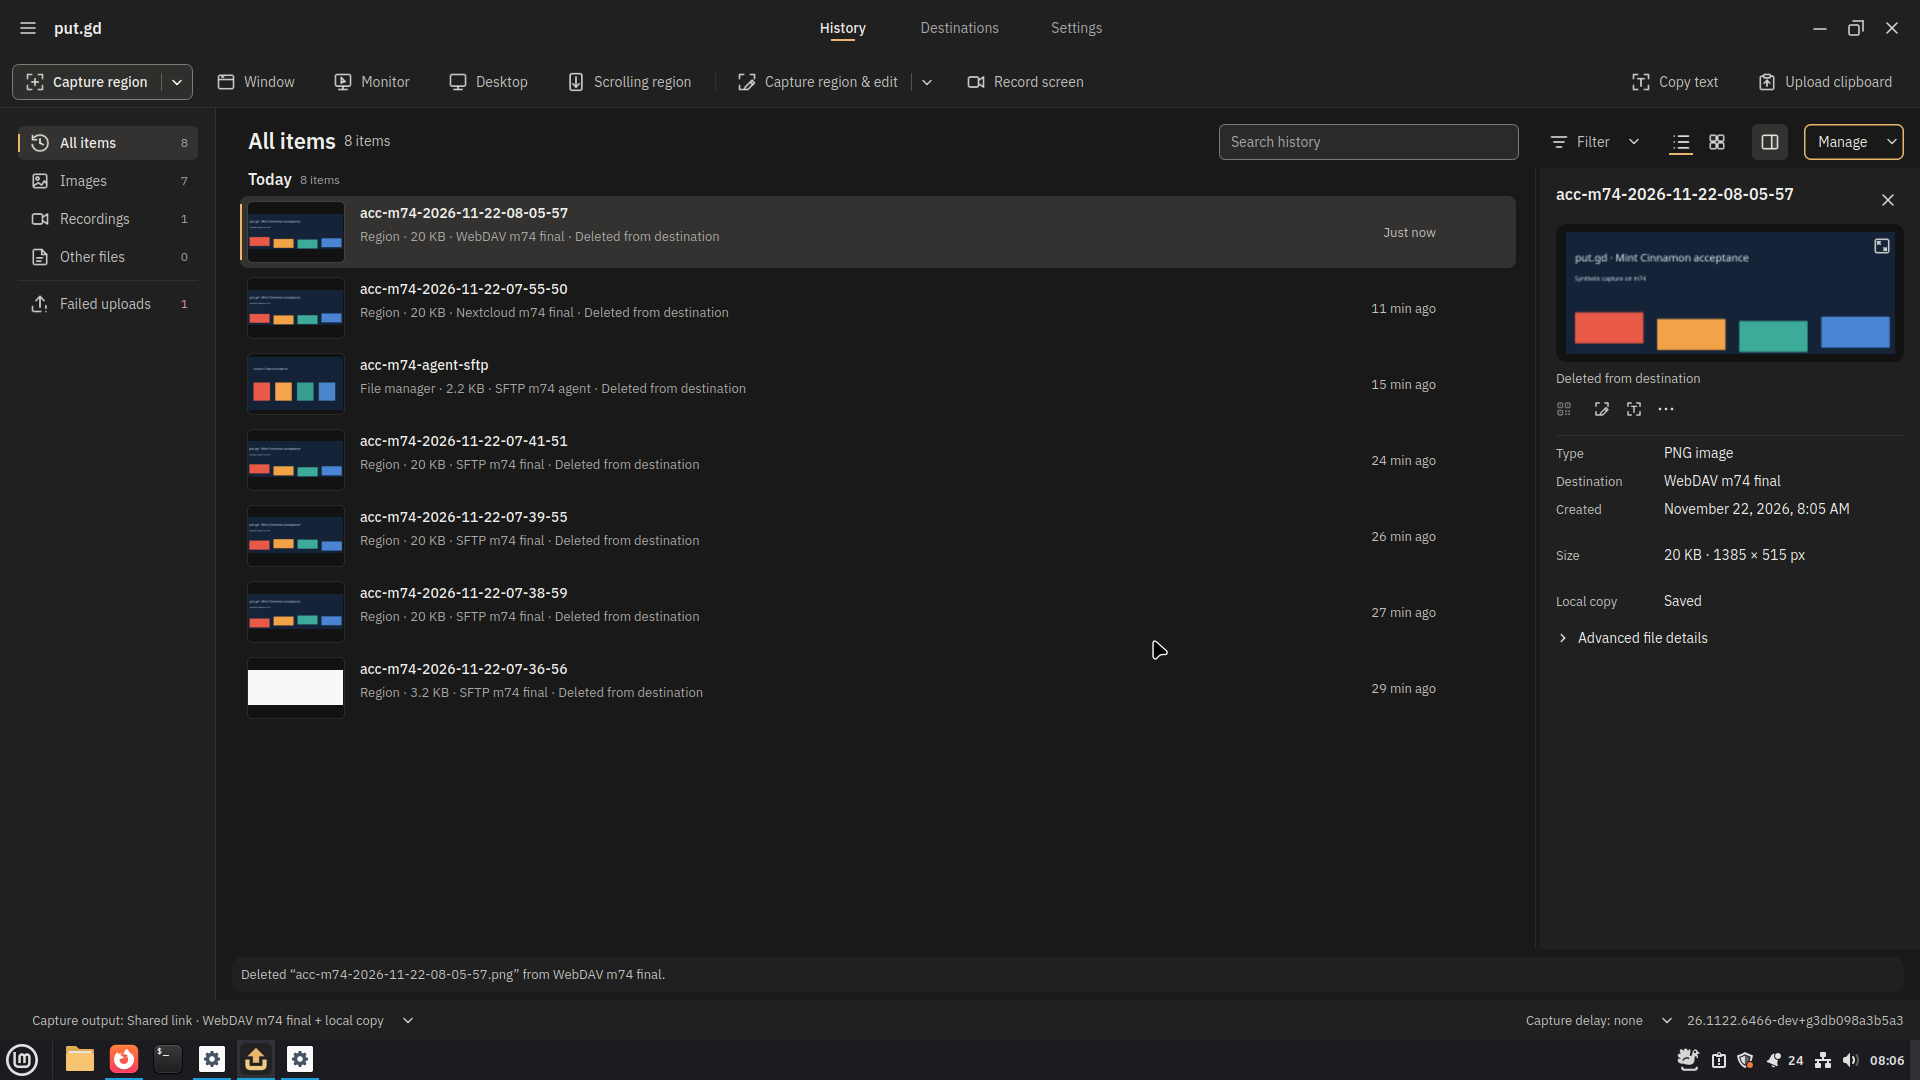 put.gd
History
Destinations
Settings
Capture region
Window
Monitor
Desktop
Scrolling region
Capture region & edit
Record screen
Copy text
Upload clipboard
All items 8
Images 7
Recordings 1
Other files 0
Failed uploads 1
All items 8 items
Search history
Filter
Manage
Today 8 items
acc-m74-2026-11-22-08-05-57
Region · 20 KB · WebDAV m74 final · Deleted from destination
Just now
acc-m74-2026-11-22-07-55-50
Region · 20 KB · Nextcloud m74 final · Deleted from destination
11 min ago
acc-m74-agent-sftp
File manager · 2.2 KB · SFTP m74 agent · Deleted from destination
15 min ago
acc-m74-2026-11-22-07-41-51
Region · 20 KB · SFTP m74 final · Deleted from destination
24 min ago
acc-m74-2026-11-22-07-39-55
Region · 20 KB · SFTP m74 final · Deleted from destination
26 min ago
acc-m74-2026-11-22-07-38-59
Region · 20 KB · SFTP m74 final · Deleted from destination
27 min ago
acc-m74-2026-11-22-07-36-56
Region · 3.2 KB · SFTP m74 final · Deleted from destination
29 min ago
acc-m74-2026-11-22-08-05-57
put.gd · Mint Cinnamon acceptance
Synthetic capture on m74
Deleted from destination
Type PNG image
Destination WebDAV m74 final
Created November 22, 2026, 8:05 AM
Size 20 KB · 1385 × 515 px
Local copy Saved
Advanced file details
Deleted “acc-m74-2026-11-22-08-05-57.png” from WebDAV m74 final.
Capture output: Shared link · WebDAV m74 final + local copy
Capture delay: none
26.1122.6466-dev+g3db098a3b5a3
24
08:06